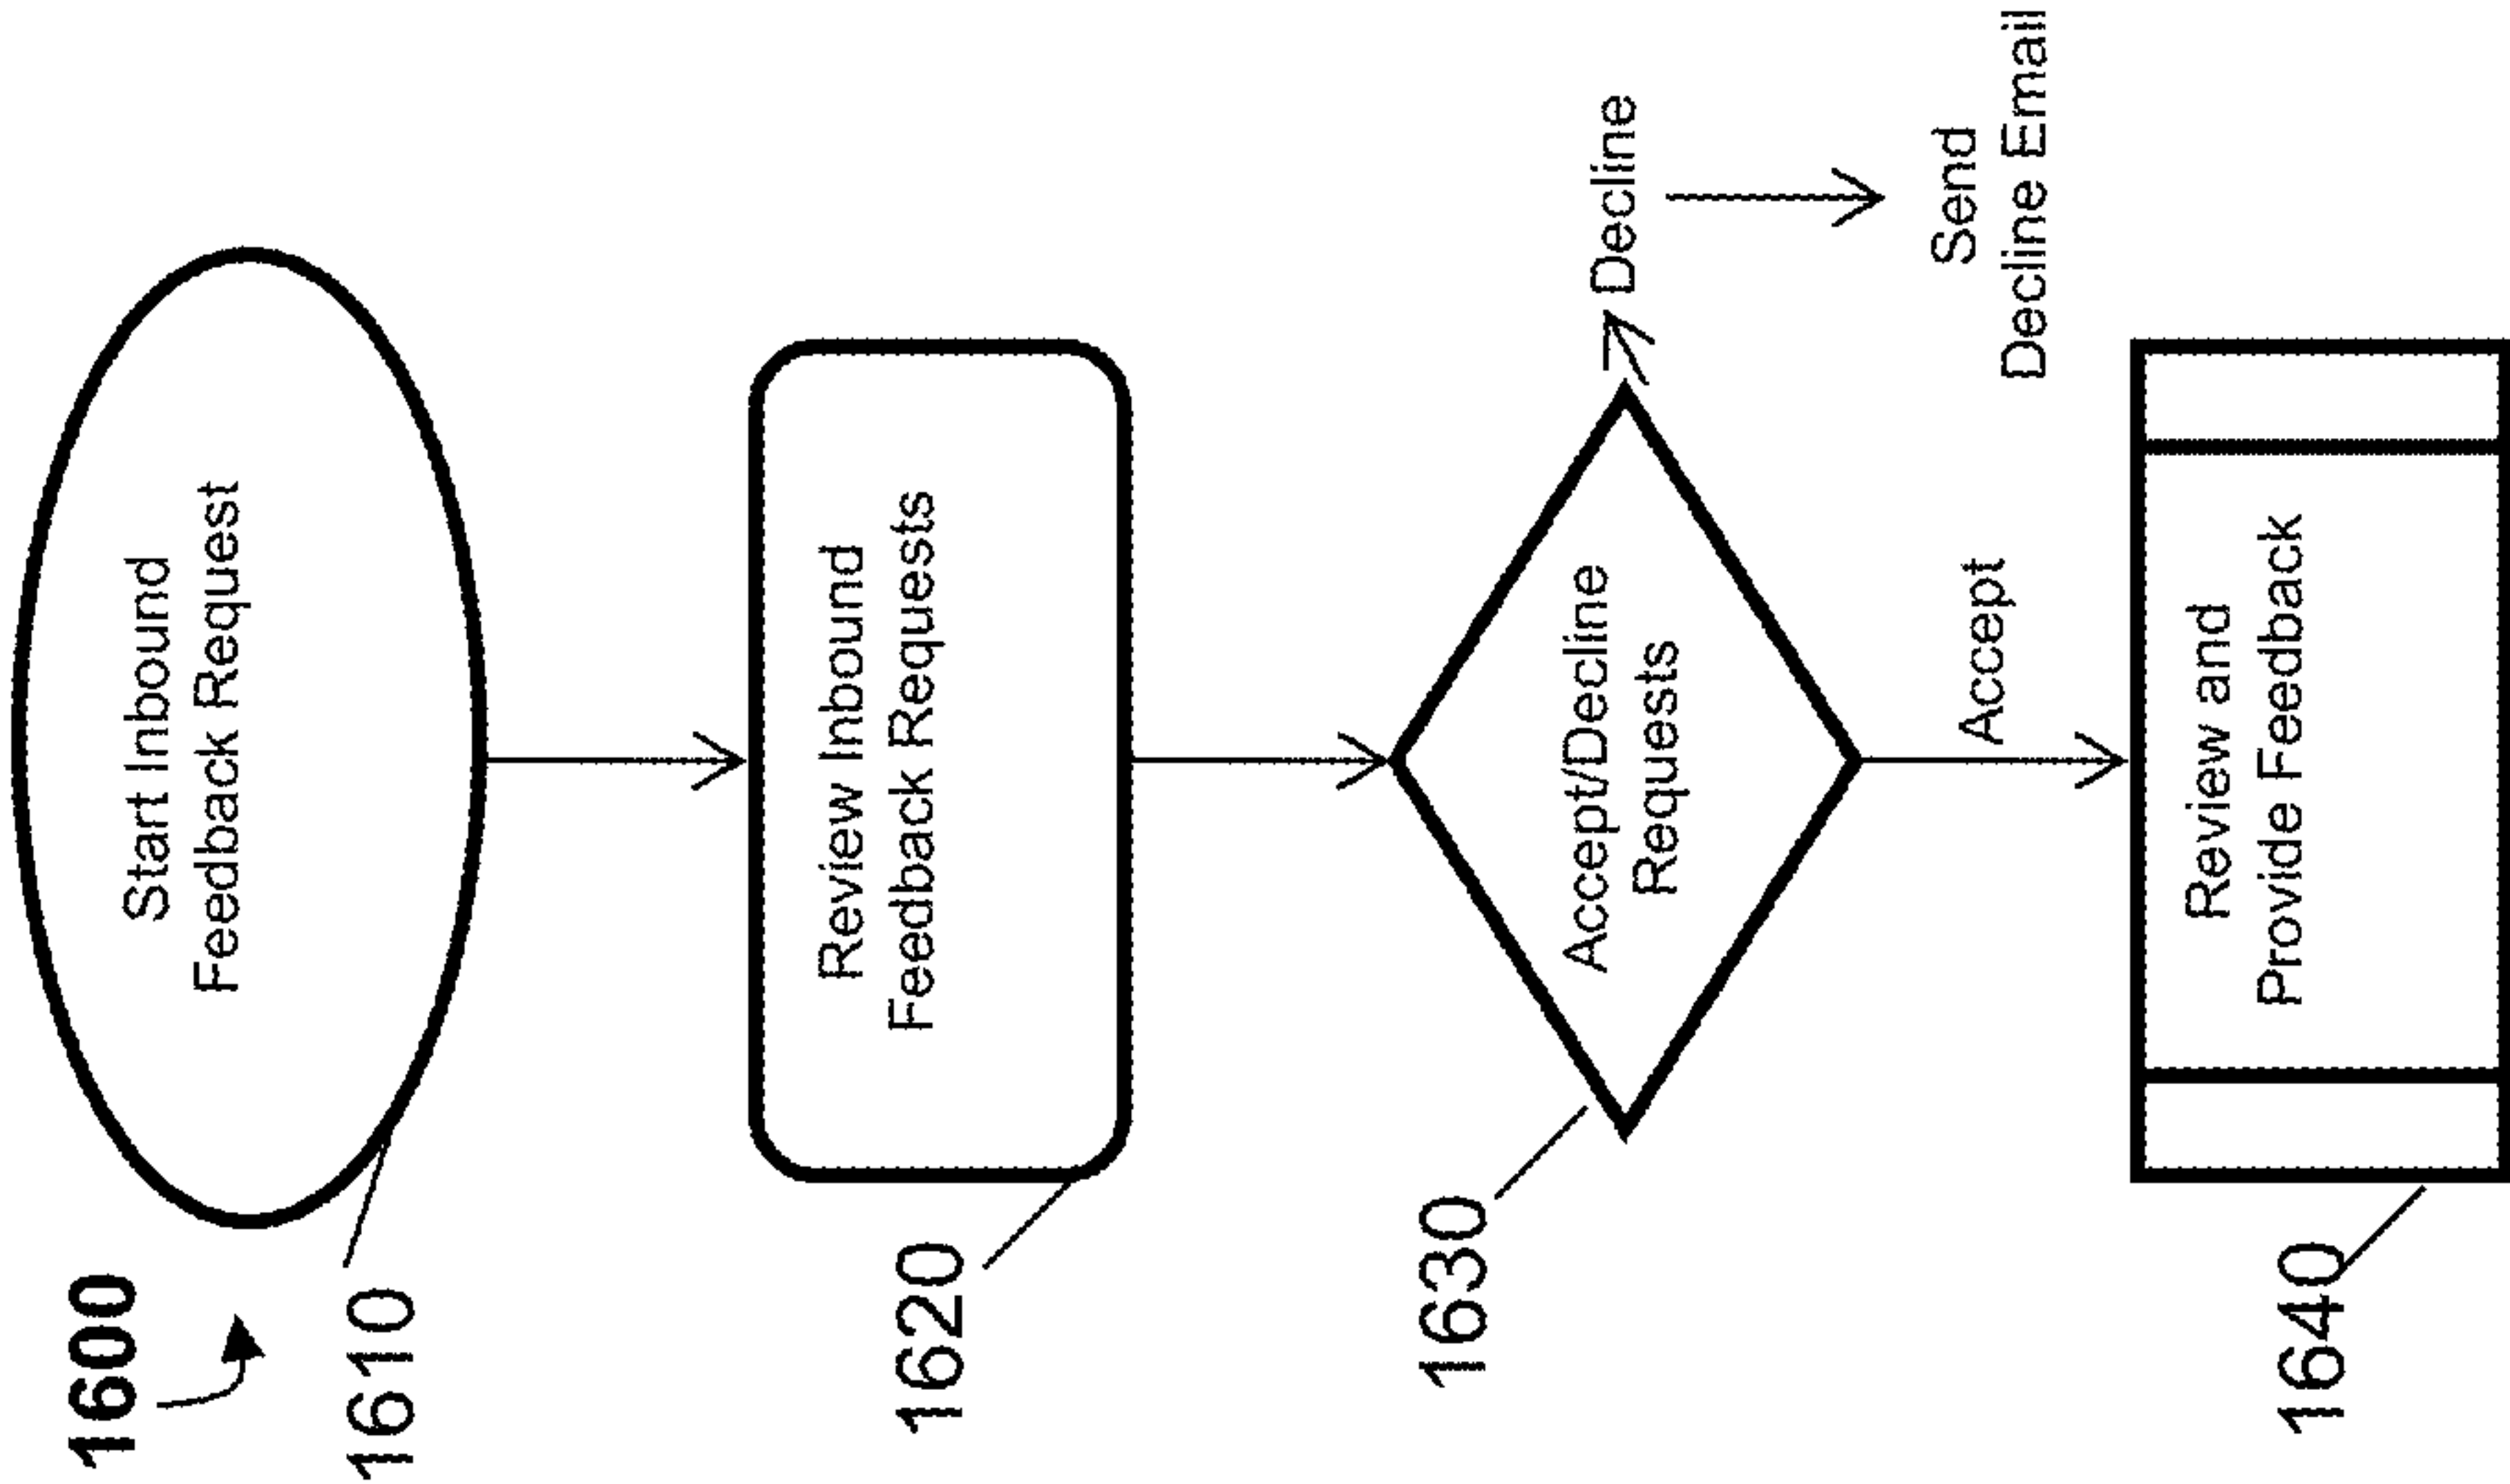 1600
1610
Start Inbound
Feedback Request
1620
Review Inbound
Feedback Requests
1630
Accept/Decline
Requests
Decline
Send
Decline Email
Accept
1640
Review and
Provide Feedback